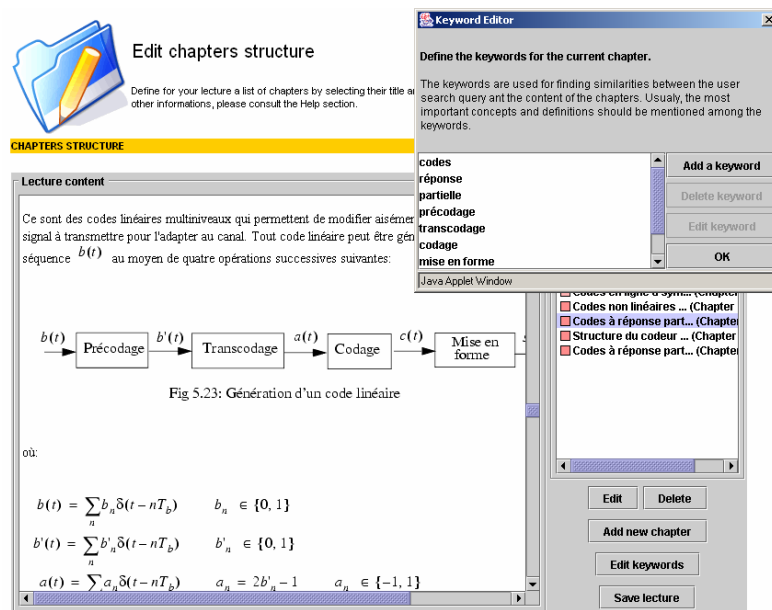 Edit chapters structure
Define for your lecture a list of chapters by selecting their title a
other informations, please consult the Help section.
CHAPTERS STRUCTURE
Lecture content
Ce sont des codes linéaires multiniveaux qui permettent de modifier aisémer
signal à transmettre pour l'adapter au canal. Tout code linéaire peut être gén
séquence b(t) au moyen de quatre opérations successives suivantes:
b(t) Précodage b'(t) Transcodage a(t) Codage c(t) Mise en
forme
Fig 5.23: Génération d'un code linéaire
où:
b(t) = ∑ b_n δ(t − nT_b) b_n ∈ {0, 1}
n
b'(t) = ∑ b'_n δ(t − nT_b) b'_n ∈ {0, 1}
n
a(t) = ∑ a_n δ(t − nT_b) a_n = 2b'_n − 1 a_n ∈ {-1, 1}
Keyword Editor
Define the keywords for the current chapter.
The keywords are used for finding similarities between the user
search query ant the content of the chapters. Usualy, the most
important concepts and definitions should be mentioned among the
keywords.
codes
réponse
partielle
précodage
transcodage
codage
mise en forme
Add a keyword
Delete keyword
Edit keyword
OK
Java Applet Window
Codes en ligne à sym... (Chapter
Codes non linéaires ... (Chapter
Codes à réponse part... (Chapter
Structure du codeur ... (Chapter
Codes à réponse part... (Chapter
Edit
Delete
Add new chapter
Edit keywords
Save lecture